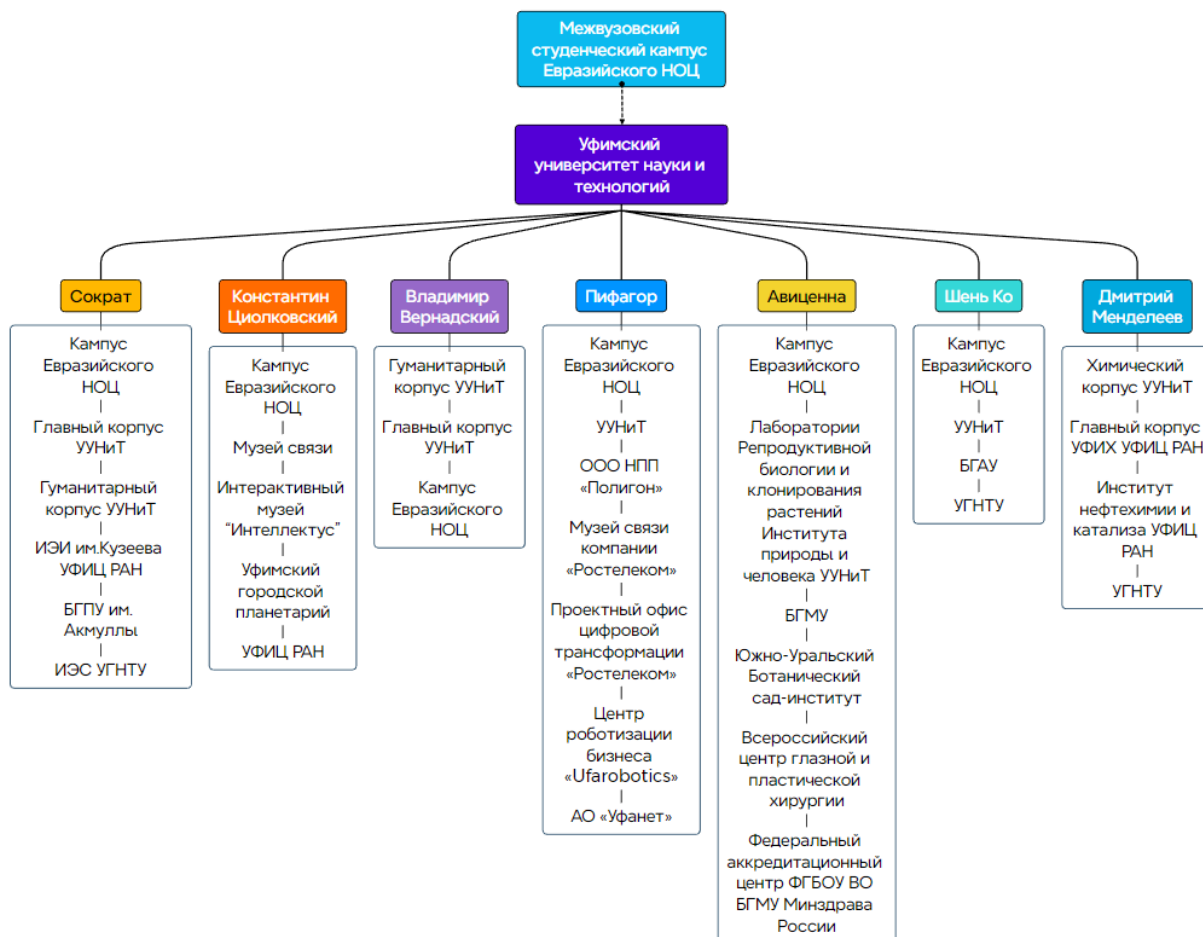 Межвузовский
студенческий кампус
Евразийского НОЦ
Уфимский
университет науки и
технологий
Сократ
Кампус
Евразийского
НОЦ
Главный корпус
УУНиТ
Гуманитарный
корпус УУНиТ
ИЭИ им.Кузеева
УФИЦ РАН
БГПУ им.
Акмуллы
ИЭС УГНТУ
Константин
Циолковский
Кампус
Евразийского
НОЦ
Музей связи
Интерактивный
музей
“Интеллектус”
Уфимский
городской
планетарий
УФИЦ РАН
Владимир
Вернадский
Гуманитарный
корпус УУНиТ
Главный корпус
УУНиТ
Кампус
Евразийского
НОЦ
Пифагор
Кампус
Евразийского
НОЦ
УУНиТ
ООО НПП
«Полигон»
Музей связи
компании
«Ростелеком»
Проектный офис
цифровой
трансформации
«Ростелеком»
Центр
роботизации
бизнеса
«Ufarobotics»
АО «Уфанет»
Авиценна
Кампус
Евразийского
НОЦ
Лаборатории
Репродуктивной
биологии и
клонирования
растений
Института
природы и
человека УУНиТ
БГМУ
Южно-Уральский
Ботанический
сад-институт
Всероссийский
центр глазной и
пластической
хирургии
Федеральный
аккредитационный
центр ФГБОУ ВО
БГМУ Минздрава
России
Шень Ко
Кампус
Евразийского
НОЦ
УУНиТ
БГАУ
УГНТУ
Дмитрий
Менделеев
Химический
корпус УУНиТ
Главный корпус
УФИХ УФИЦ РАН
Институт
нефтехимии и
катализа УФИЦ
РАН
УГНТУ